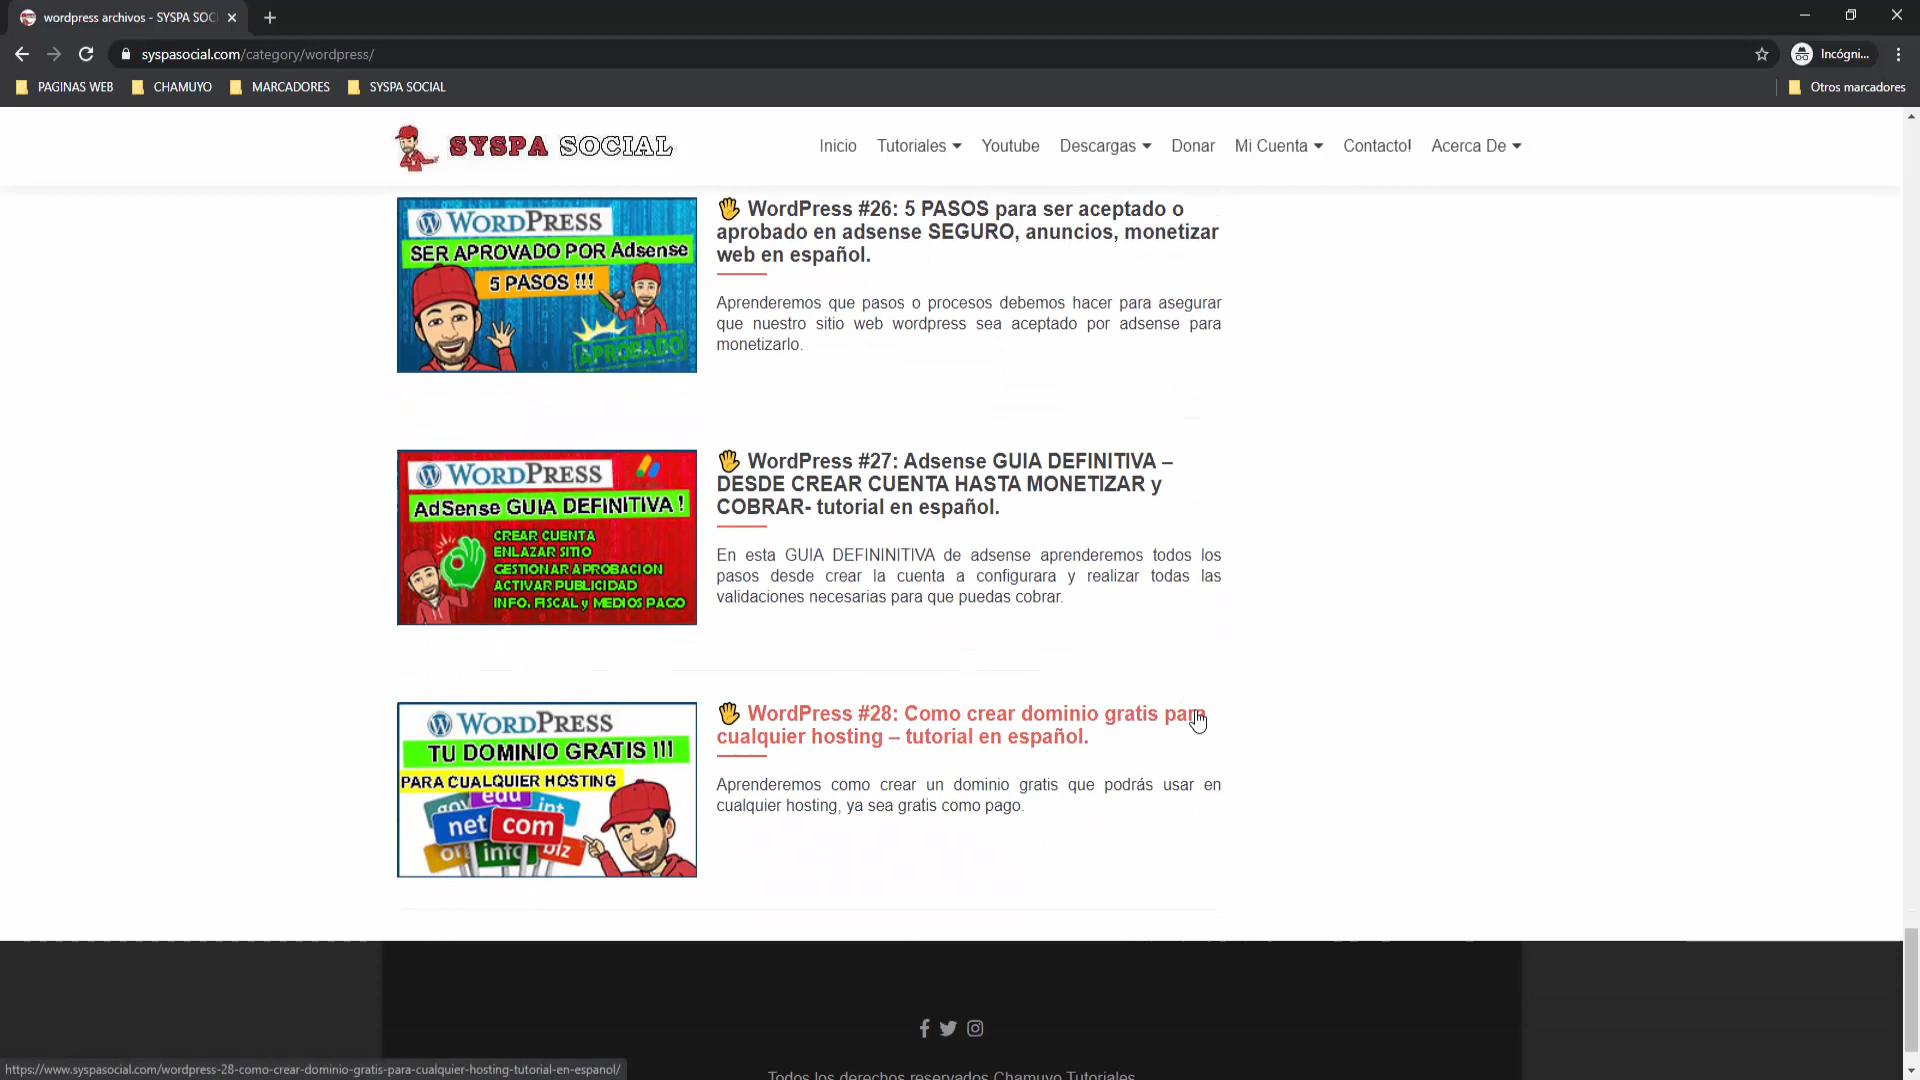 wordpress archivos - SYSPA SOC
syspasocial.com/category/wordpress/
Incógni...
PAGINAS WEB
CHAMUYO
MARCADORES
SYSPA SOCIAL
Otros marcadores
SYSPA SOCIAL
Inicio
Tutoriales
Youtube
Descargas
Donar
Mi Cuenta
Contacto!
Acerca De
WORDPRESS
SER APROVADO POR Adsense
5 PASOS !!!
APROBADO
WordPress #26: 5 PASOS para ser aceptado o
aprobado en adsense SEGURO, anuncios, monetizar
web en español.
Aprenderemos que pasos o procesos debemos hacer para asegurar
que nuestro sitio web wordpress sea aceptado por adsense para
monetizarlo.
WORDPRESS
AdSense GUIA DEFINITIVA !
CREAR CUENTA
ENLAZAR SITIO
GESTIONAR APROBACION
ACTIVAR PUBLICIDAD
INFO. FISCAL y MEDIOS PAGO
WordPress #27: Adsense GUIA DEFINITIVA –
DESDE CREAR CUENTA HASTA MONETIZAR y
COBRAR- tutorial en español.
En esta GUIA DEFININITIVA de adsense aprenderemos todos los
pasos desde crear la cuenta a configurara y realizar todas las
validaciones necesarias para que puedas cobrar.
WORDPRESS
TU DOMINIO GRATIS !!!
PARA CUALQUIER HOSTING
gov edu int
net com
info biz
WordPress #28: Como crear dominio gratis para
cualquier hosting – tutorial en español.
Aprenderemos como crear un dominio gratis que podrás usar en
cualquier hosting, ya sea gratis como pago.
https://www.syspasocial.com/wordpress-28-como-crear-dominio-gratis-para-cualquier-hosting-tutorial-en-espanol/
Todos los derechos reservados Chamuyo Tutoriales